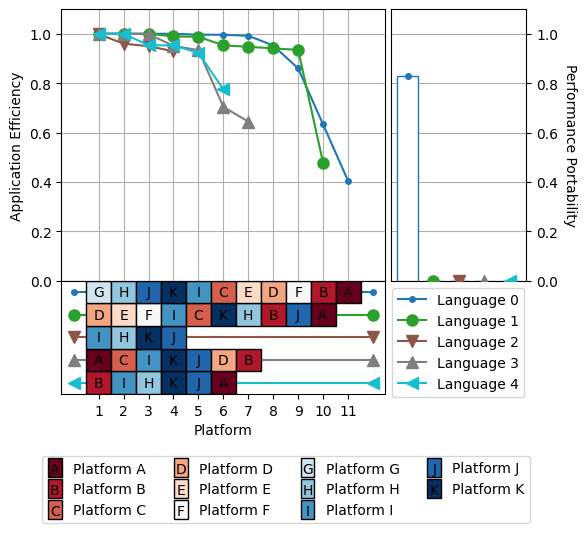 1.0
0.8
0.6
0.4
0.2
0.0
Application Efficiency
1.0
0.8
0.6
0.4
0.2
0.0
Performance Portability
G H J K I C E D F B A
D E F I C K H B J A
I H K J
A C I K J D B
B I H K J A
1 2 3 4 5 6 7 8 9 10 11
Platform
Language 0
Language 1
Language 2
Language 3
Language 4
A Platform A
B Platform B
C Platform C
D Platform D
E Platform E
F Platform F
G Platform G
H Platform H
I Platform I
J Platform J
K Platform K